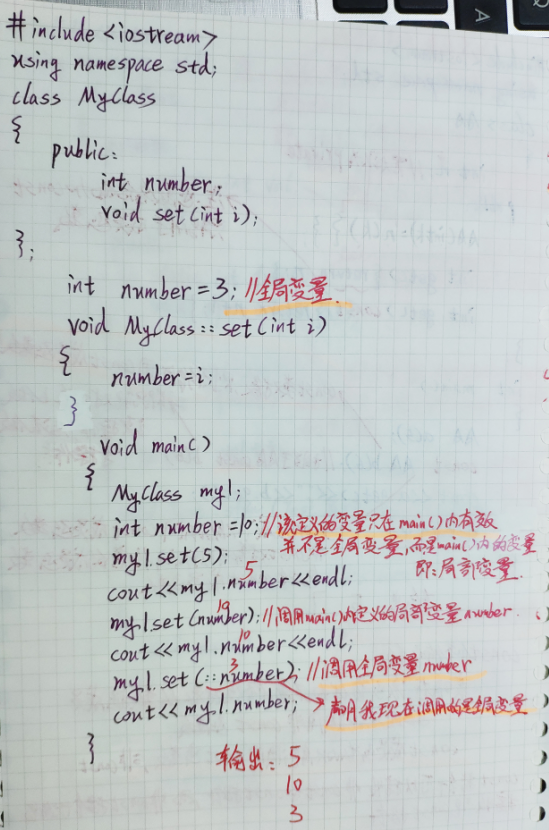 #include <iostream>
using namespace std;
class MyClass
{
public:
int number;
void set(int i);
};
int number = 3; //全局变量.
void MyClass::set(int i)
{
number=i;
}
void main()
{
MyClass my1;
int number =10; //该定义的变量只在main()内有效
并不是全局变量,而是main()内的变量
my1.set(5);
即:局部变量.
5
cout<<my1.number<<endl;
10
my1.set(number); //调用main()内定义的局部变量number.
10
cout<<my1.number<<endl;
3
my1.set(::number); //调用全局变量number
cout<<my1.number; 声明我现在调用的是全局变量
}
输出: 5
10
3